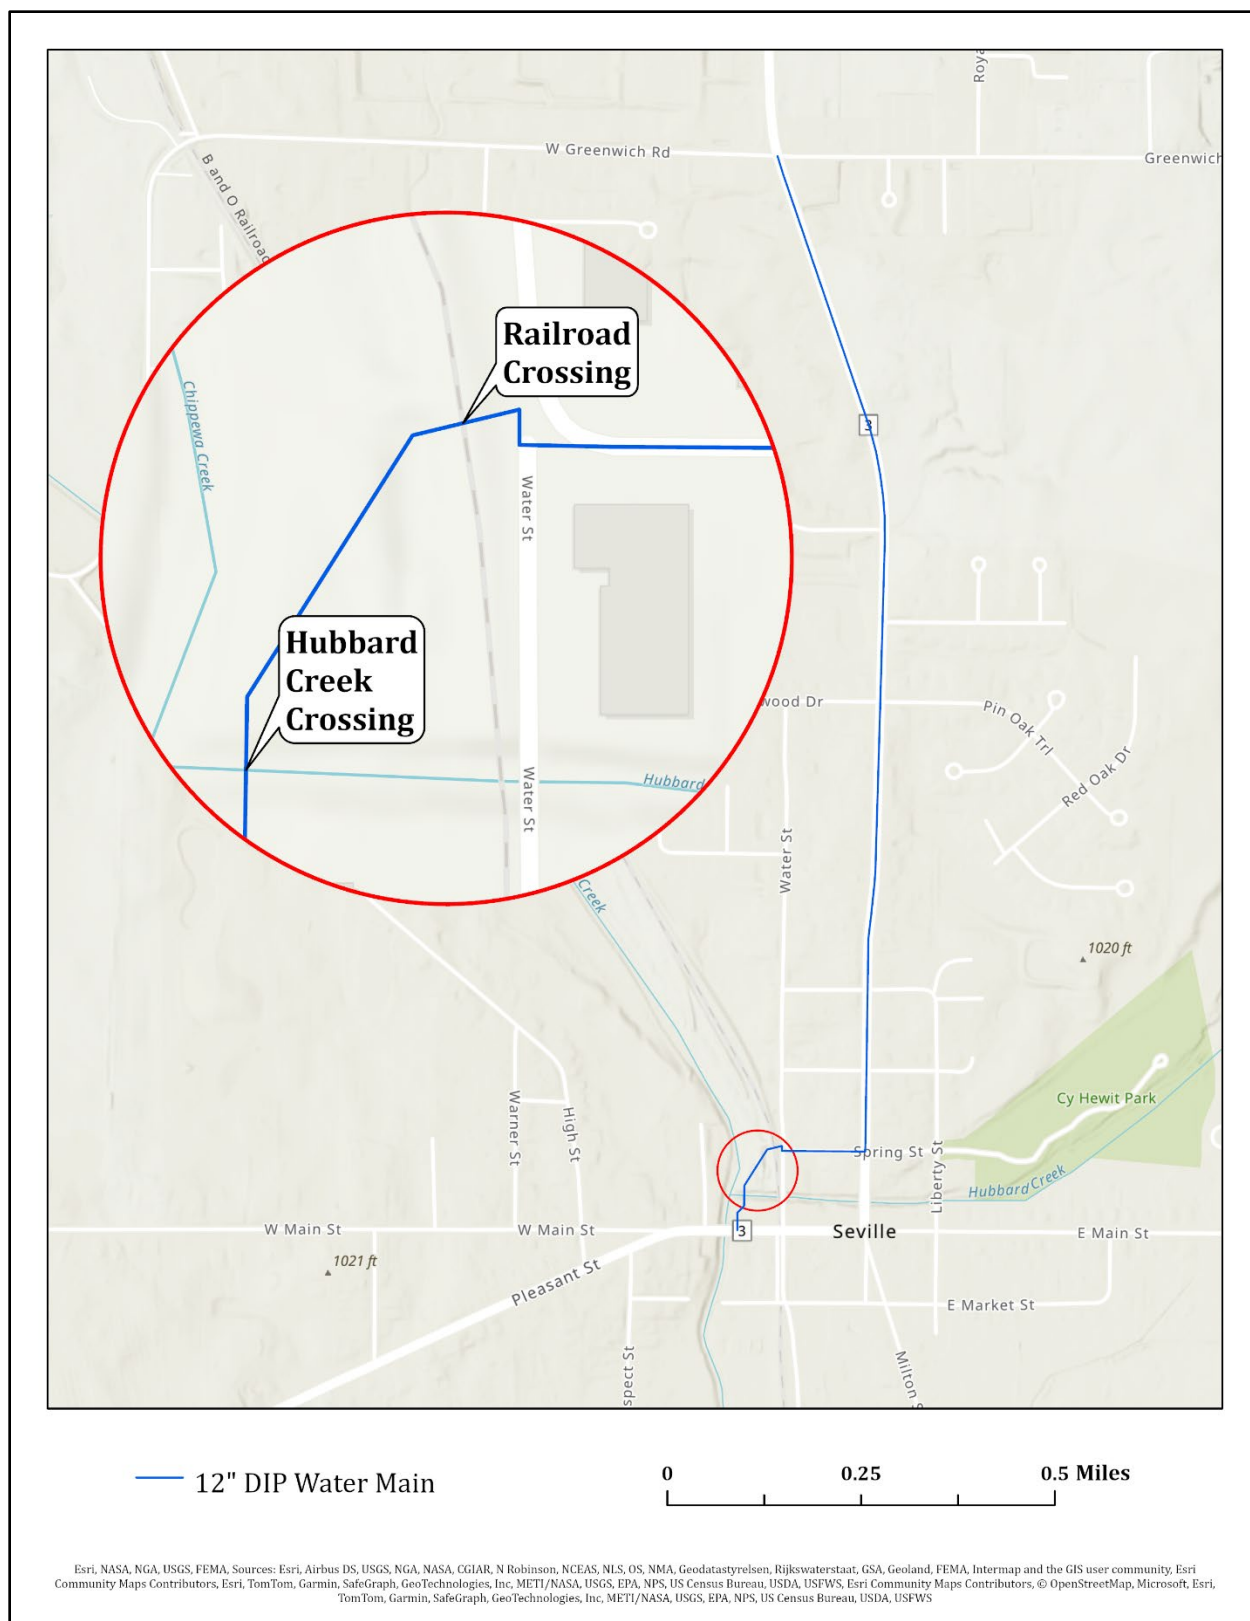 Roya
W Greenwich Rd
Greenwich
B and O Railroad
Railroad
Crossing
Chippewa Creek
3
Water St
Hubbard
Creek
Crossing
wood Dr
Pin Oak Trl
Red Oak Dr
Hubbard
Water St
Water St
Creek
1020 ft
Cy Hewit Park
Warner St
High St
Spring St
Liberty St
Hubbard Creek
W Main St
W Main St
3
Seville
E Main St
1021 ft
Pleasant St
E Market St
spect St
Milton S
12" DIP Water Main
0 0.25 0.5 Miles
Esri, NASA, NGA, USGS, FEMA, Sources: Esri, Airbus DS, USGS, NGA, NASA, CGIAR, N Robinson, NCEAS, NLS, OS, NMA, Geodatastyrelsen, Rijkswaterstaat, GSA, Geoland, FEMA, Intermap and the GIS user community, Esri
Community Maps Contributors, Esri, TomTom, Garmin, SafeGraph, GeoTechnologies, Inc, METI/NASA, USGS, EPA, NPS, US Census Bureau, USDA, USFWS, Esri Community Maps Contributors, © OpenStreetMap, Microsoft, Esri,
TomTom, Garmin, SafeGraph, GeoTechnologies, Inc, METI/NASA, USGS, EPA, NPS, US Census Bureau, USDA, USFWS